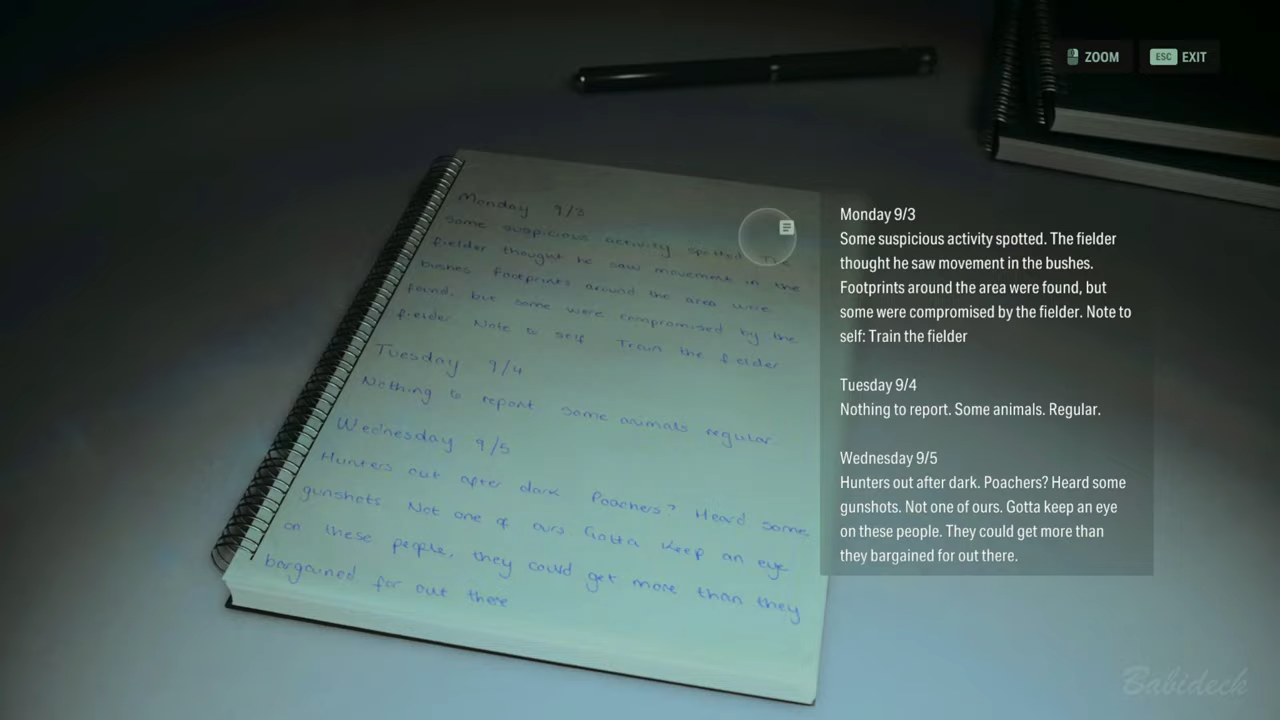 ZOOM
ESC EXIT
Monday 9/3
Some suspicious activity spotted. The
fielder thought he saw movement in the
bushes Footprints around the area were
found, but some were compromised by the
fielder Note to self Train the fielder
Tuesday 9/4
Nothing to report some animals regular
Wednesday 9/5
Hunters out after dark Poachers? Heard some
gunshots Not one of ours Gotta keep an eye
on these people, they could get more than they
bargained for out there
Monday 9/3
Some suspicious activity spotted. The fielder
thought he saw movement in the bushes.
Footprints around the area were found, but
some were compromised by the fielder. Note to
self: Train the fielder
Tuesday 9/4
Nothing to report. Some animals. Regular.
Wednesday 9/5
Hunters out after dark. Poachers? Heard some
gunshots. Not one of ours. Gotta keep an eye
on these people. They could get more than
they bargained for out there.
Babideck